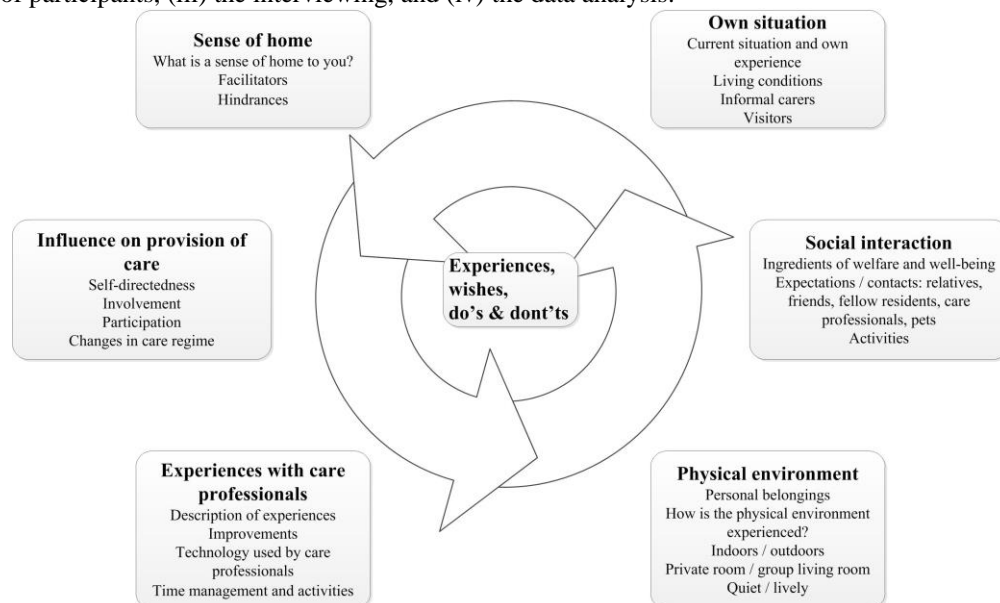 of participants, (iii) the interviewing, and (iv) the data analysis.
Sense of home
What is a sense of home to you?
Facilitators
Hindrances
Own situation
Current situation and own
experience
Living conditions
Informal carers
Visitors
Influence on provision of
care
Self-directedness
Involvement
Participation
Changes in care regime
Experiences,
wishes,
do's & dont'ts
Social interaction
Ingredients of welfare and well-being
Expectations / contacts: relatives,
friends, fellow residents, care
professionals, pets
Activities
Experiences with care
professionals
Description of experiences
Improvements
Technology used by care
professionals
Time management and activities
Physical environment
Personal belongings
How is the physical environment
experienced?
Indoors / outdoors
Private room / group living room
Quiet / lively